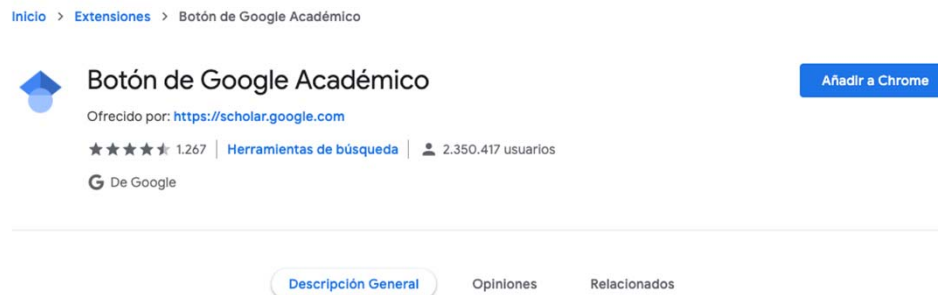 Inicio > Extensiones > Botón de Google Académico
Botón de Google Académico
Añadir a Chrome
Ofrecido por: https://scholar.google.com
1.267 | Herramientas de búsqueda | 2.350.417 usuarios
G De Google
Descripción General Opiniones Relacionados